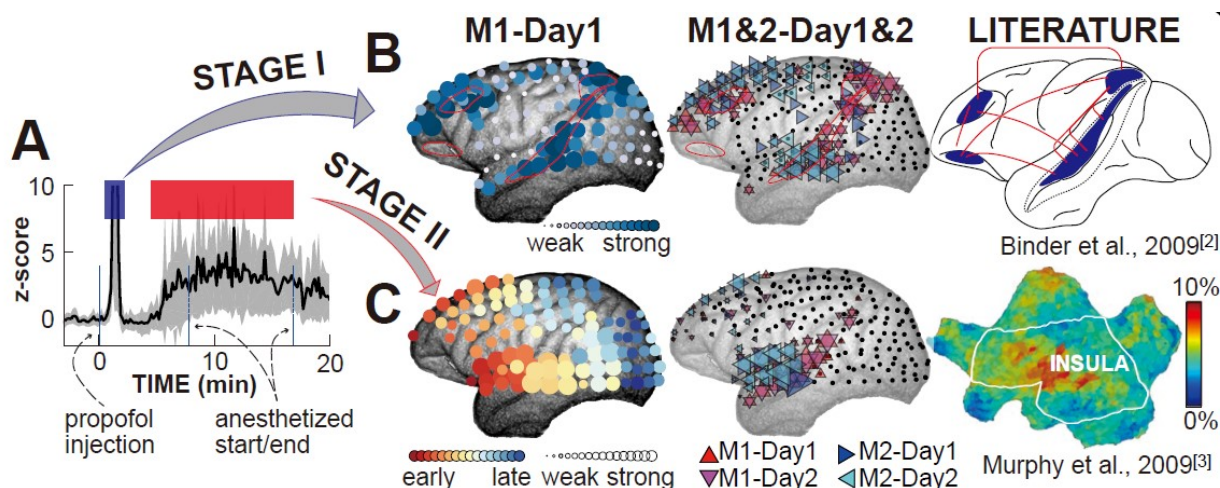 STAGE I
STAGE II
A
10
5
0
z-score
0
10
20
TIME (min)
propofol
injection
anesthetized
start/end
B
M1-Day1
M1&2-Day1&2
LITERATURE
weak strong
Binder et al., 2009[2]
C
early late
weak strong
M1-Day1
M2-Day1
M1-Day2
M2-Day2
INSULA
10%
0%
Murphy et al., 2009[3]